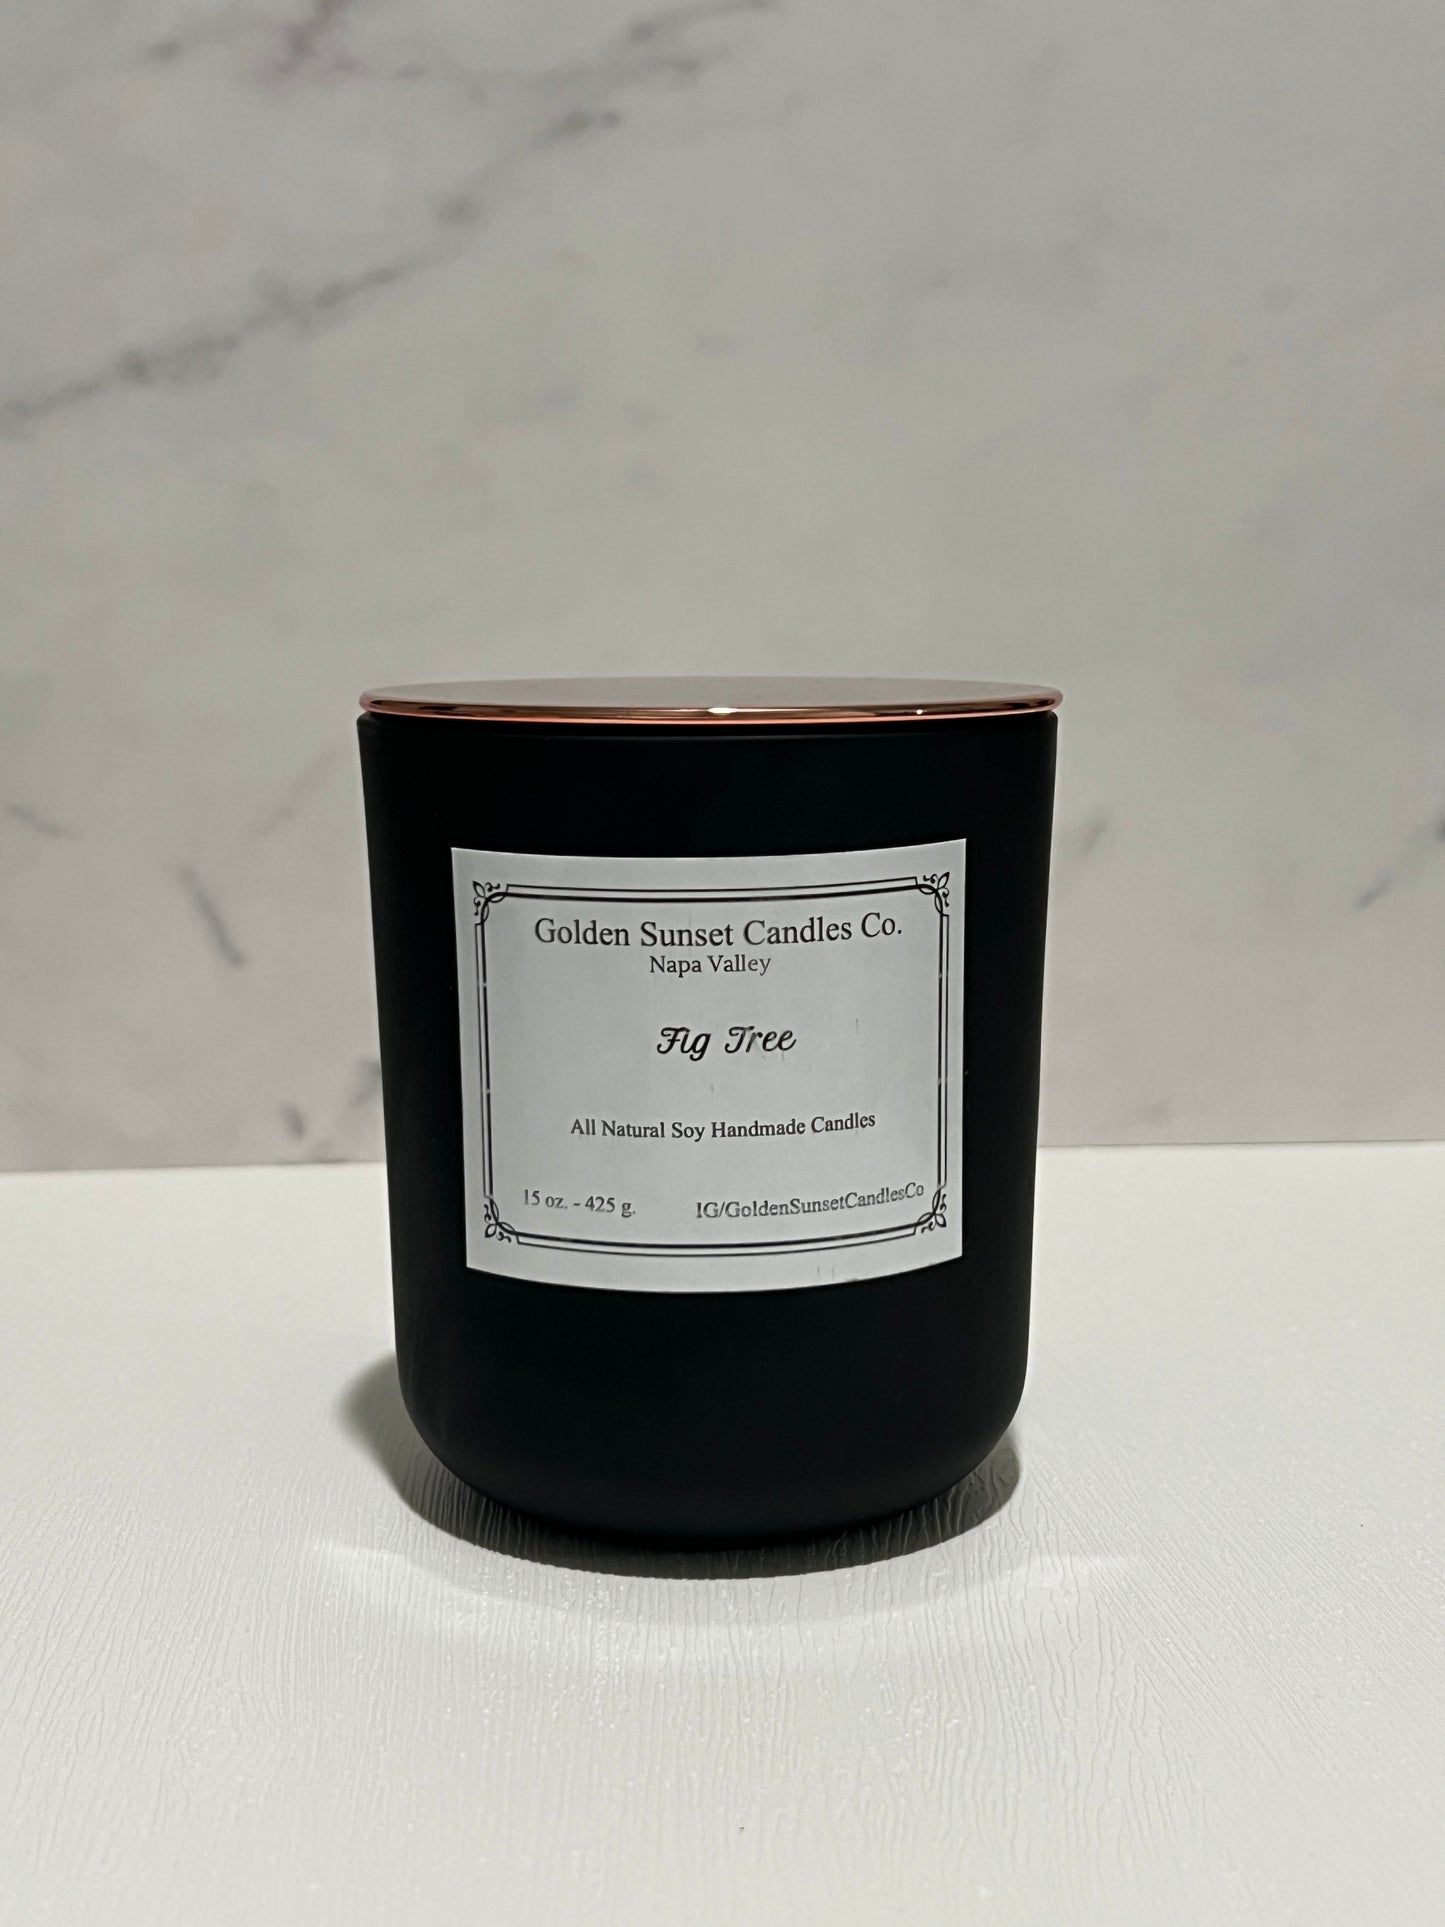 Golden Sunset Candles Co.
Napa Valley
Fig Tree
All Natural Soy Handmade Candles
15 oz. - 425 g. IG/GoldenSunsetCandlesCo